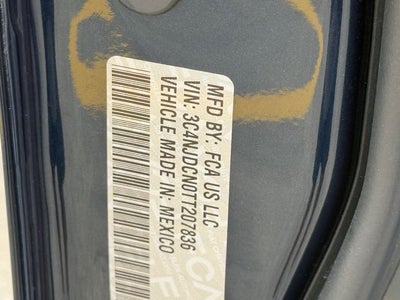 MFD BY: FCA US LLC
VIN: 3C4NJDCN0TT207836
VEHICLE MADE IN: MEXICO